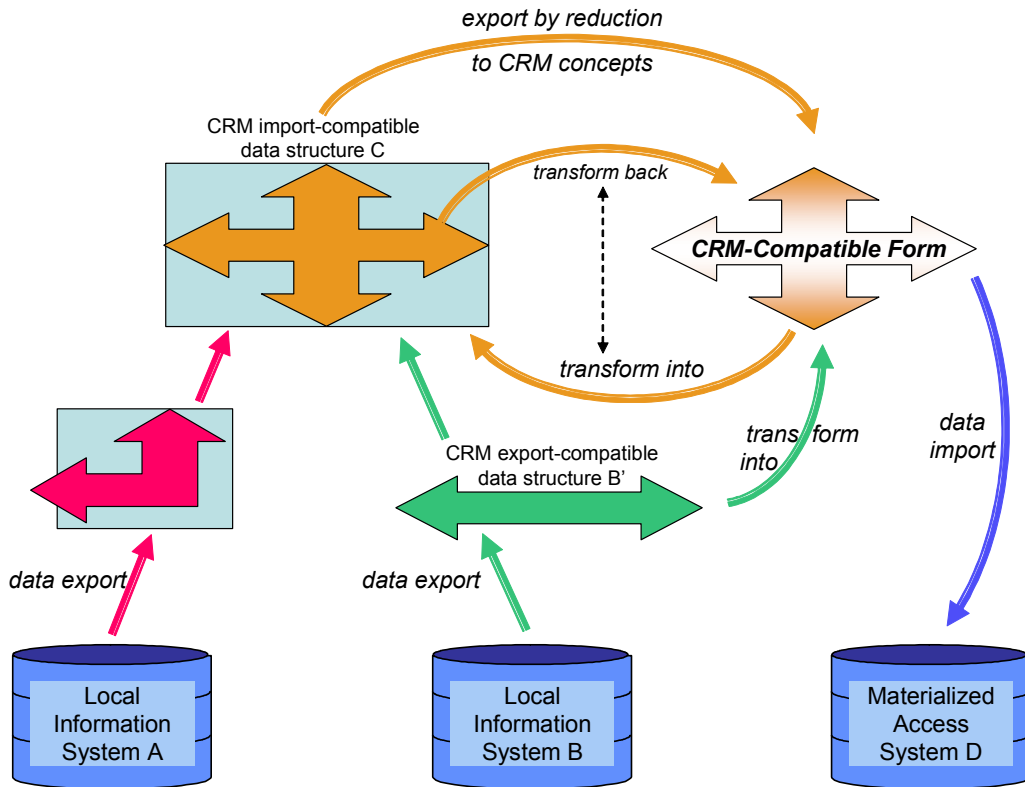 export by reduction
to CRM concepts
CRM import-compatible
data structure C
transform back
CRM-Compatible Form
transform into
CRM export-compatible
data structure B’
transform
into
data
import
data export
data export
Local
Information
System A
Local
Information
System B
Materialized
Access
System D